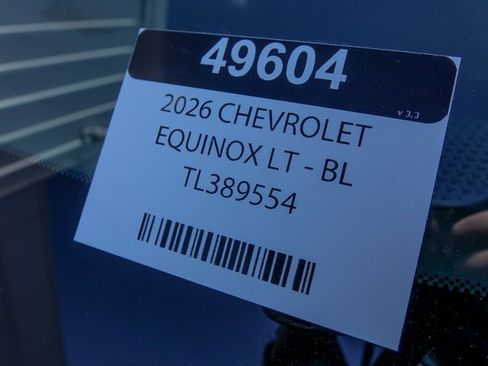 49604
v 3.3
2026 CHEVROLET
EQUINOX LT - BL
TL389554